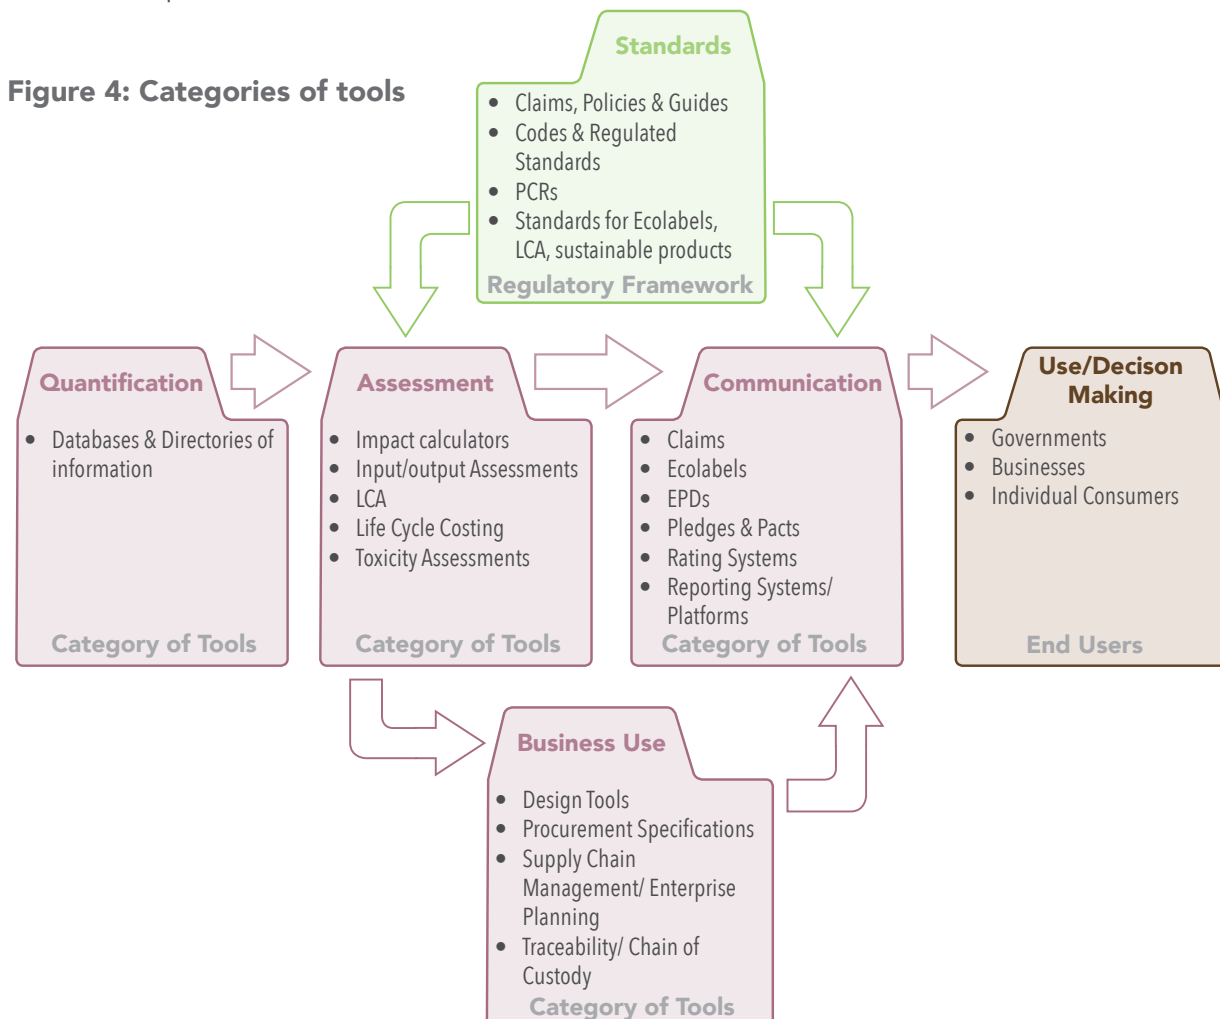 Figure 4: Categories of tools
Standards
• Claims, Policies & Guides
• Codes & Regulated
Standards
• PCRs
• Standards for Ecolabels,
LCA, sustainable products
Regulatory Framework
Quantification
• Databases & Directories of
information
Category of Tools
Assessment
• Impact calculators
• Input/output Assessments
• LCA
• Life Cycle Costing
• Toxicity Assessments
Category of Tools
Communication
• Claims
• Ecolabels
• EPDs
• Pledges & Pacts
• Rating Systems
• Reporting Systems/
Platforms
Category of Tools
Use/Decison
Making
• Governments
• Businesses
• Individual Consumers
End Users
Business Use
• Design Tools
• Procurement Specifications
• Supply Chain
Management/ Enterprise
Planning
• Traceability/ Chain of
Custody
Category of Tools